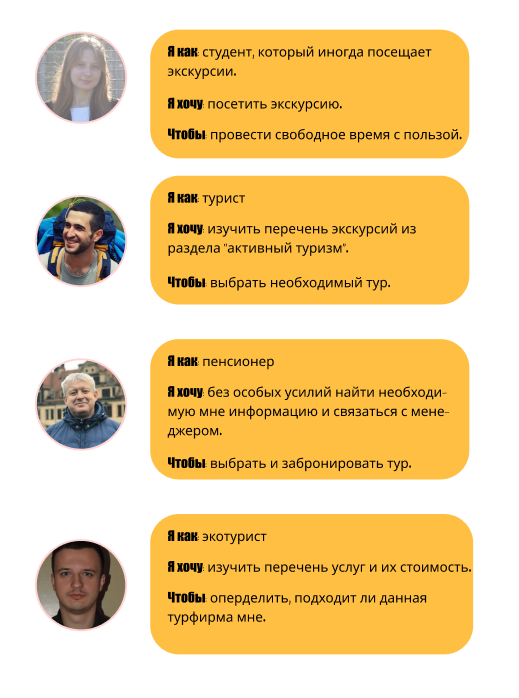 Я как: студент, который иногда посещает
экскурсии.
Я хочу: посетить экскурсию.
Чтобы: провести свободное время с пользой.
Я как: турист
Я хочу: изучить перечень экскурсий из
раздела "активный туризм".
Чтобы: выбрать необходимый тур.
Я как: пенсионер
Я хочу: без особых усилий найти необходи-
мую мне информацию и связаться с мене-
джером.
Чтобы: выбрать и забронировать тур.
Я как: экотурист
Я хочу: изучить перечень услуг и их стоимость.
Чтобы: оперделить, подходит ли данная
турфирма мне.